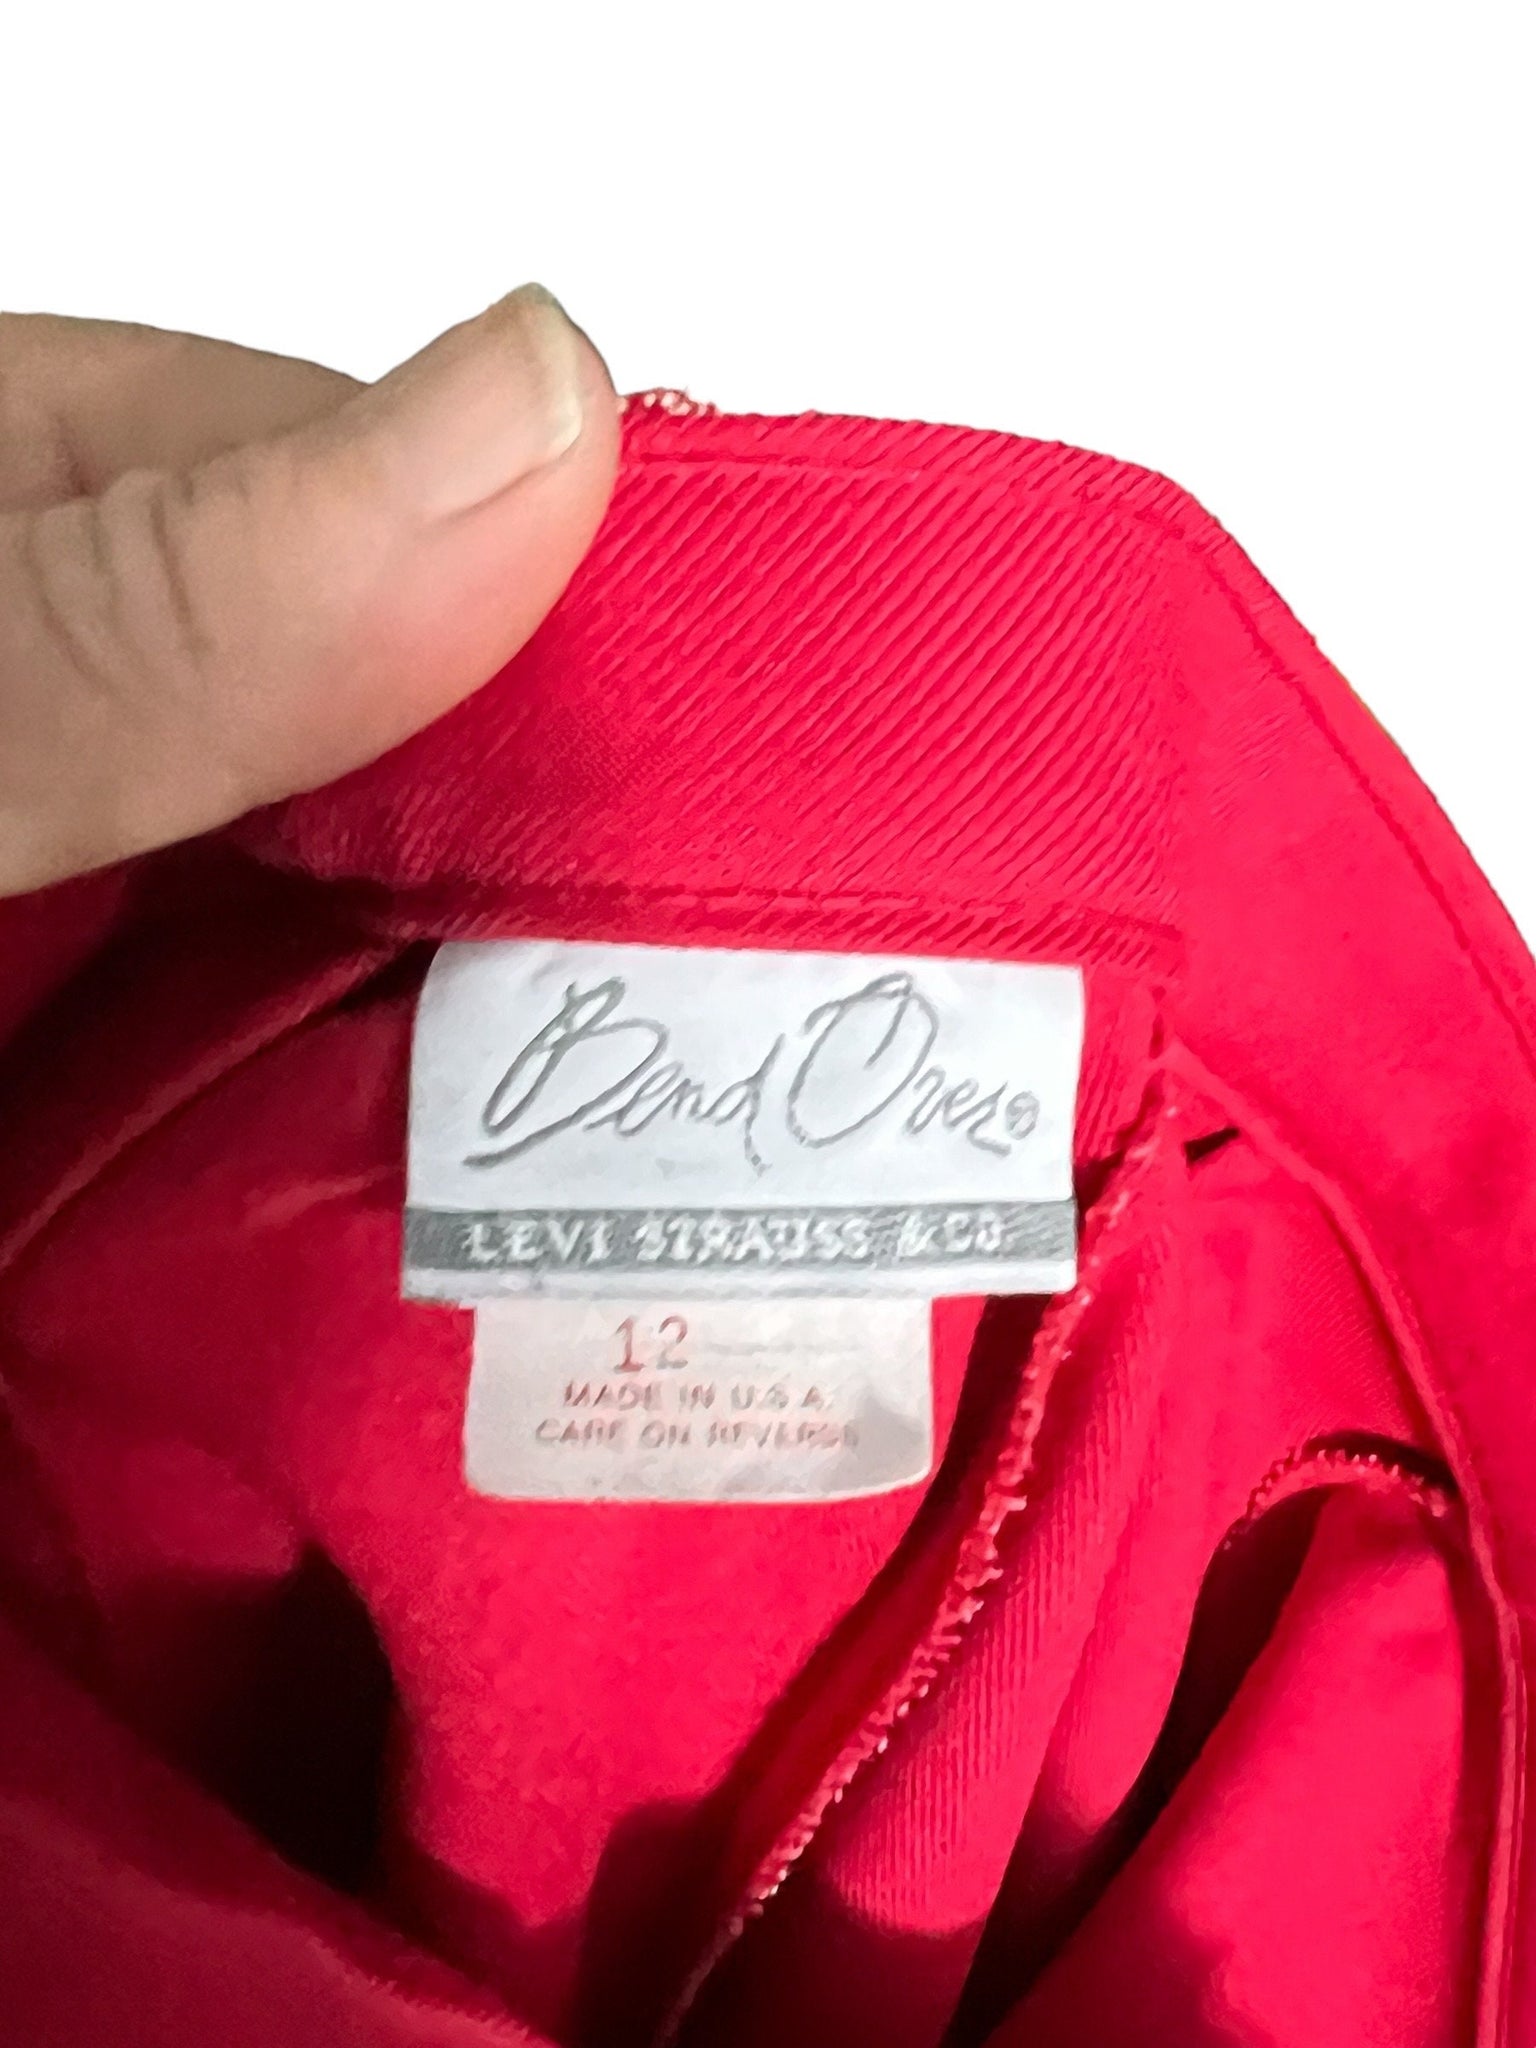 Bend Over®
LEVI STRAUSS & CO
12
MADE IN U.S.A.
CARE ON REVERSE